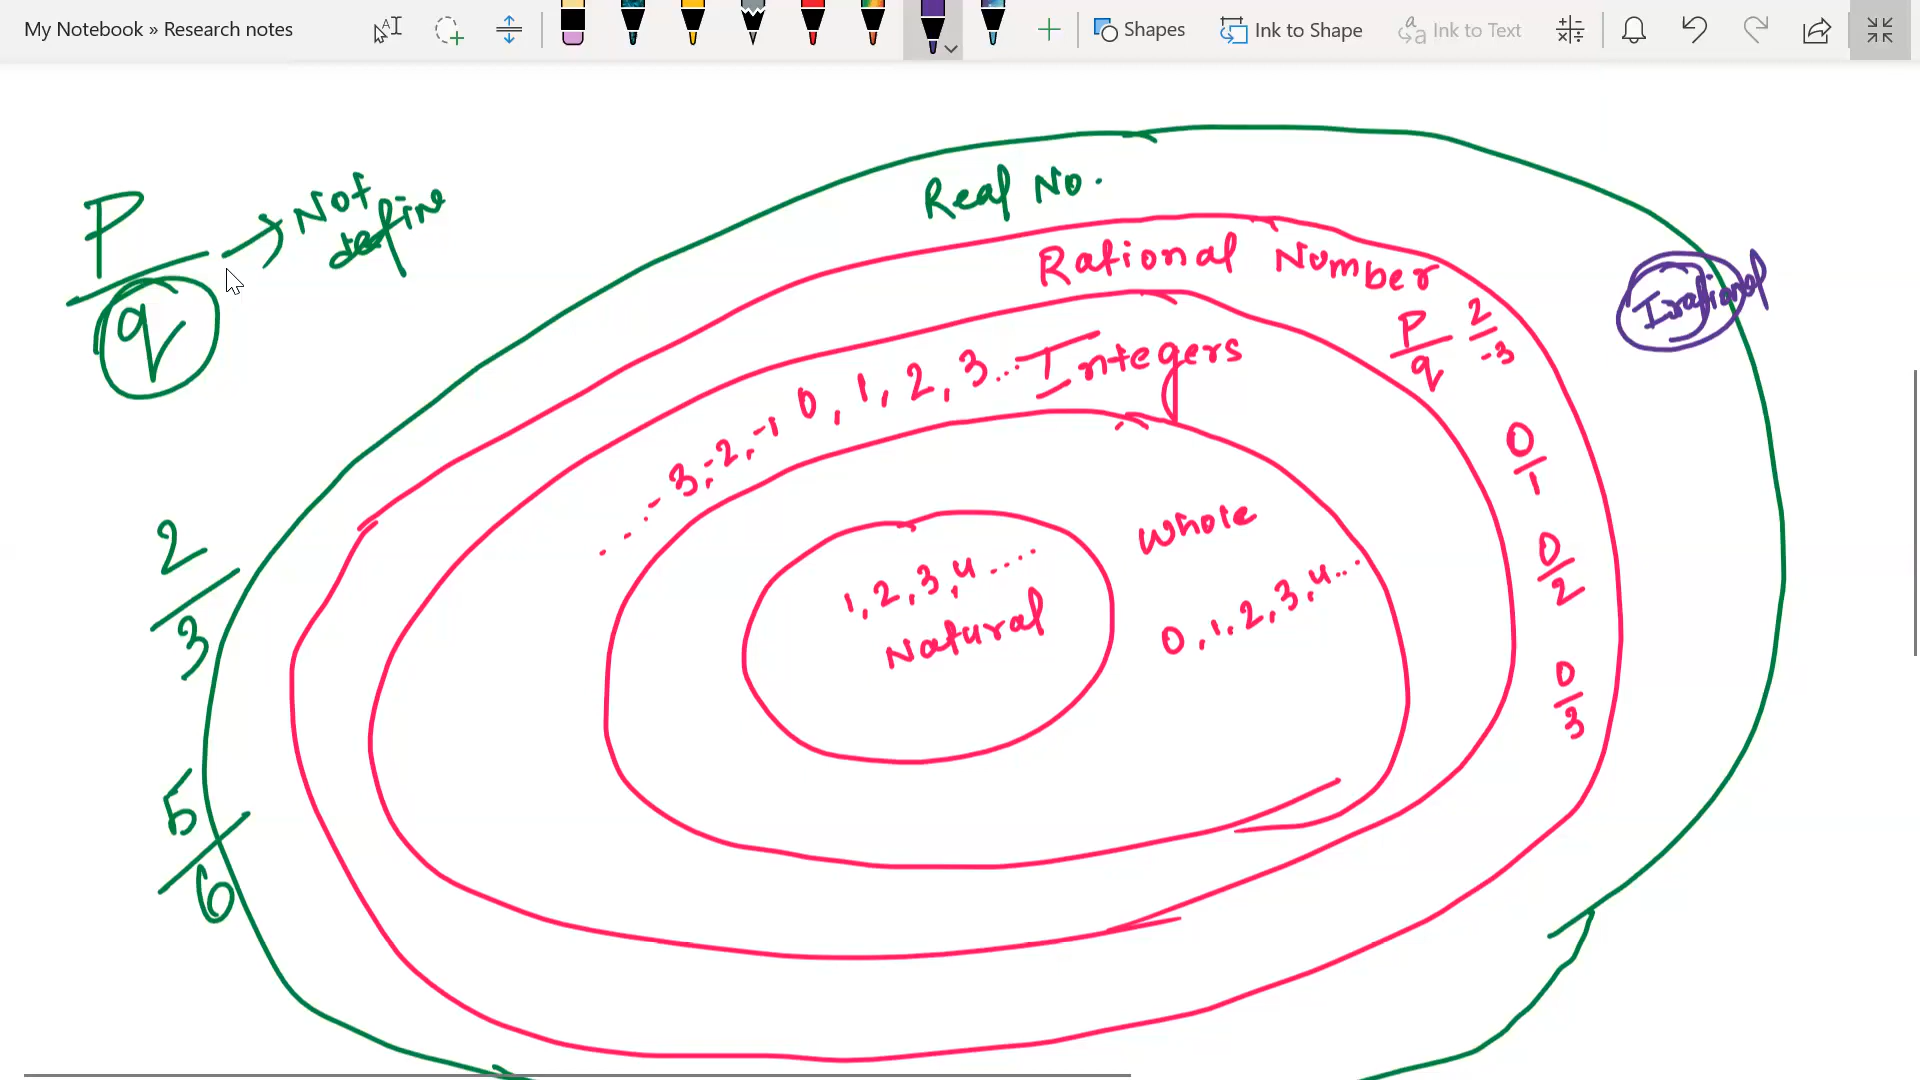 My Notebook » Research notes
Shapes
Ink to Shape
Ink to Text
Real No.
P
q
Not
define
Rational Number
P/q 2/-3
Irational
... -3, -2, -1 0, 1, 2, 3... Integers
0/1
2/3
Whole
0/2
1, 2, 3, 4 ....
Natural
0, 1, 2, 3, 4...
0/3
5/6